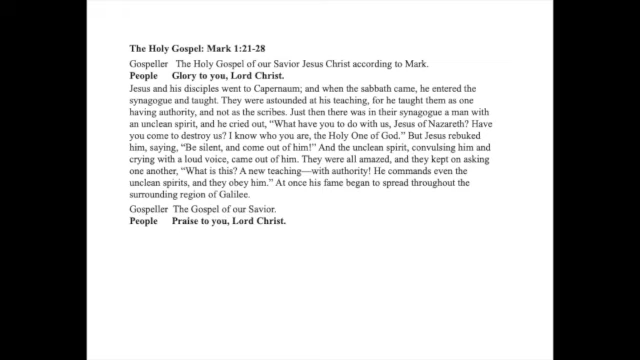 The Holy Gospel: Mark 1:21-28
Gospeller The Holy Gospel of our Savior Jesus Christ according to Mark.
People Glory to you, Lord Christ.
Jesus and his disciples went to Capernaum; and when the sabbath came, he entered the
synagogue and taught. They were astounded at his teaching, for he taught them as one
having authority, and not as the scribes. Just then there was in their synagogue a man with
an unclean spirit, and he cried out, “What have you to do with us, Jesus of Nazareth? Have
you come to destroy us? I know who you are, the Holy One of God.” But Jesus rebuked
him, saying, “Be silent, and come out of him!” And the unclean spirit, convulsing him and
crying with a loud voice, came out of him. They were all amazed, and they kept on asking
one another, “What is this? A new teaching—with authority! He commands even the
unclean spirits, and they obey him.” At once his fame began to spread throughout the
surrounding region of Galilee.
Gospeller The Gospel of our Savior.
People Praise to you, Lord Christ.